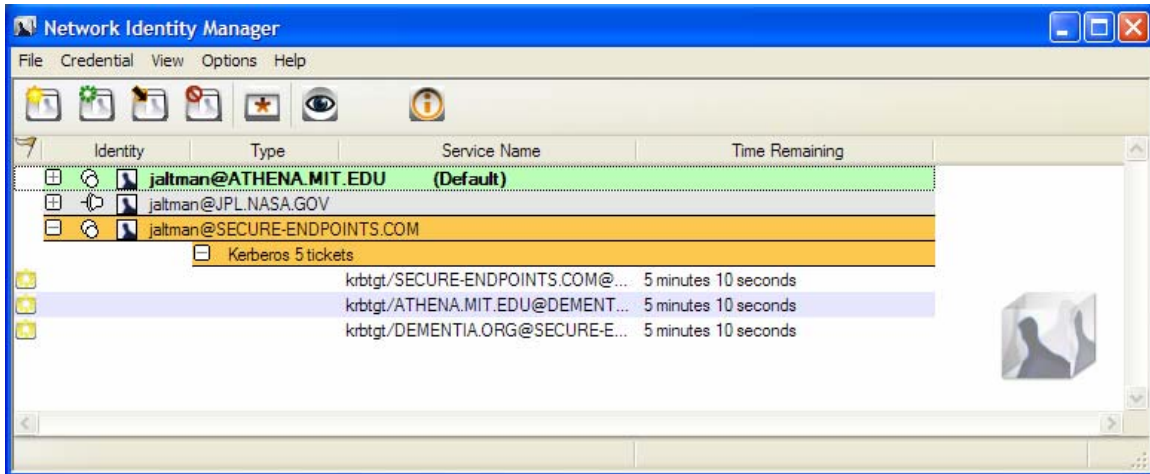 Network Identity Manager
File Credential View Options Help
Identity Type Service Name Time Remaining
jaltman@ATHENA.MIT.EDU (Default)
jaltman@JPL.NASA.GOV
jaltman@SECURE-ENDPOINTS.COM
Kerberos 5 tickets
krbtgt/SECURE-ENDPOINTS.COM@... 5 minutes 10 seconds
krbtgt/ATHENA.MIT.EDU@DEMENT... 5 minutes 10 seconds
krbtgt/DEMENTIA.ORG@SECURE-E... 5 minutes 10 seconds